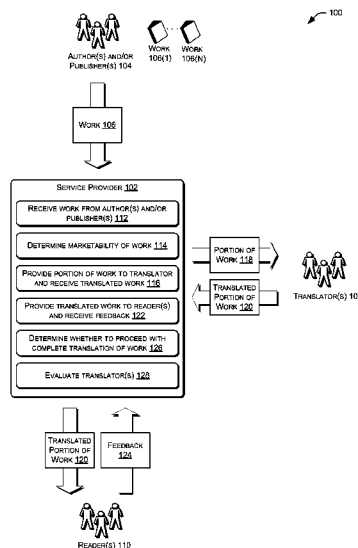 100
AUTHOR(S) AND/OR
PUBLISHER(S) 104
WORK
106(1)
WORK
106(N)
WORK 106
SERVICE PROVIDER 102
RECEIVE WORK FROM AUTHOR(S) AND/OR
PUBLISHER(S) 112
DETERMINE MARKETABILITY OF WORK 114
PROVIDE PORTION OF WORK TO TRANSLATOR
AND RECEIVE TRANSLATED WORK 116
PROVIDE TRANSLATED WORK TO READER(S)
AND RECEIVE FEEDBACK 122
DETERMINE WHETHER TO PROCEED WITH
COMPLETE TRANSLATION OF WORK 126
EVALUATE TRANSLATOR(S) 128
PORTION OF
WORK 118
TRANSLATED
PORTION OF
WORK 120
TRANSLATOR(S) 10
TRANSLATED
PORTION OF
WORK 120
FEEDBACK
124
READER(S) 110